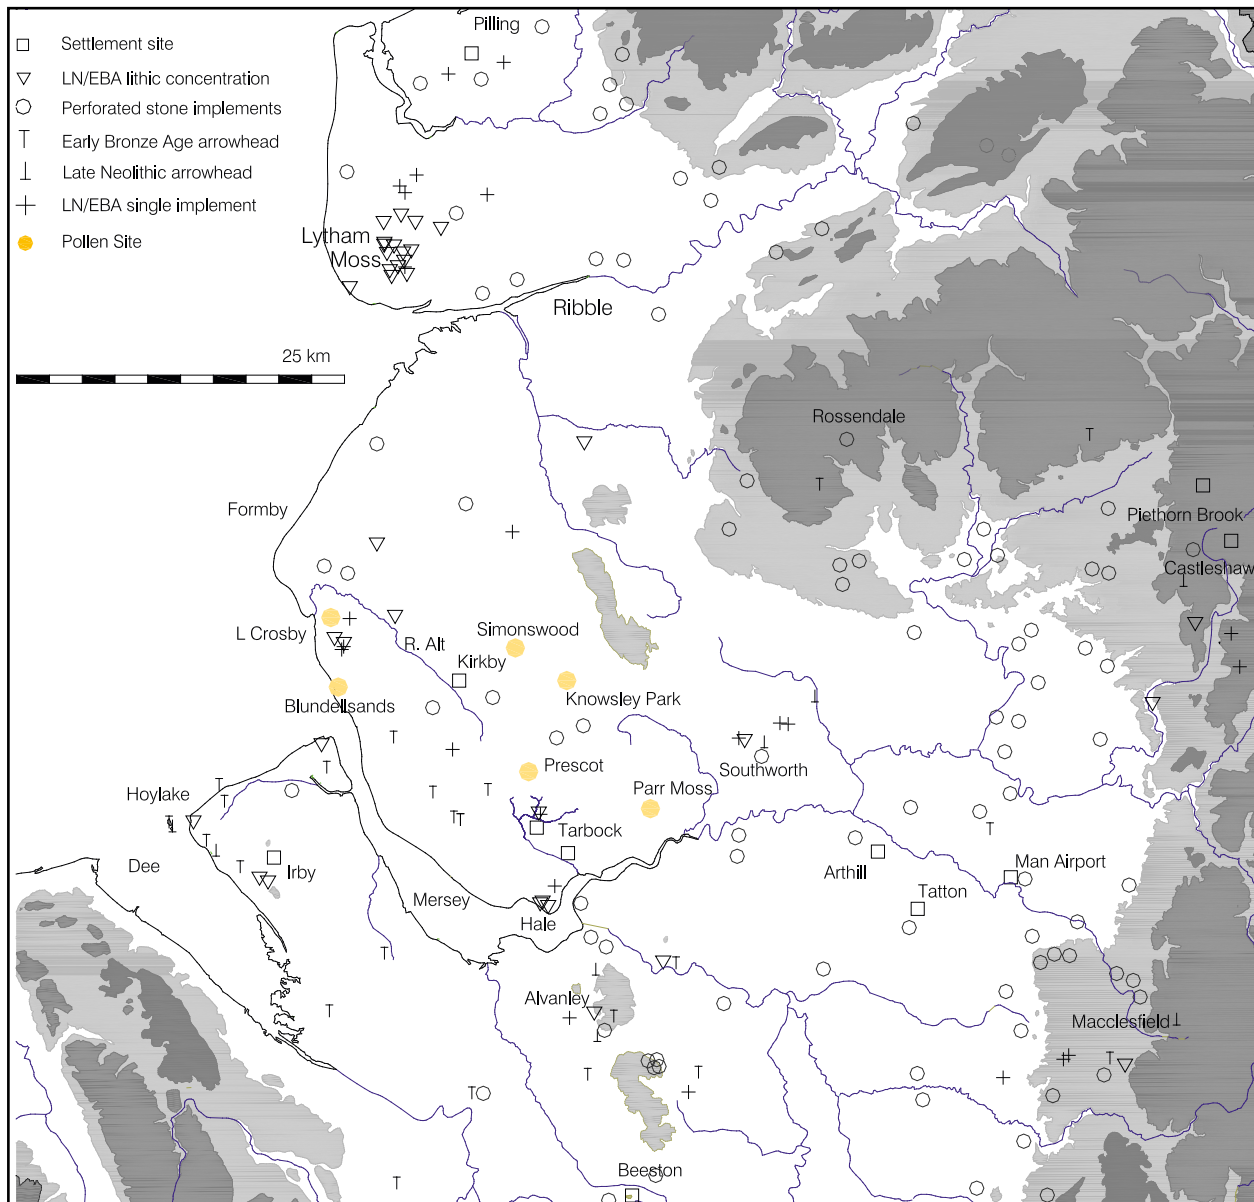 Pilling
Settlement site
LN/EBA lithic concentration
Perforated stone implements
Early Bronze Age arrowhead
Late Neolithic arrowhead
LN/EBA single implement
Pollen Site
Lytham
Moss
Ribble
25 km
Rossendale
Formby
Piethorn Brook
Castleshaw
L Crosby
R. Alt
Simonswood
Kirkby
Knowsley Park
Blundellsands
Prescot
Southworth
Parr Moss
Hoylake
Tarbock
Dee
Irby
Arthill
Man Airport
Mersey
Tatton
Hale
Alvanley
Macclesfield
Beeston